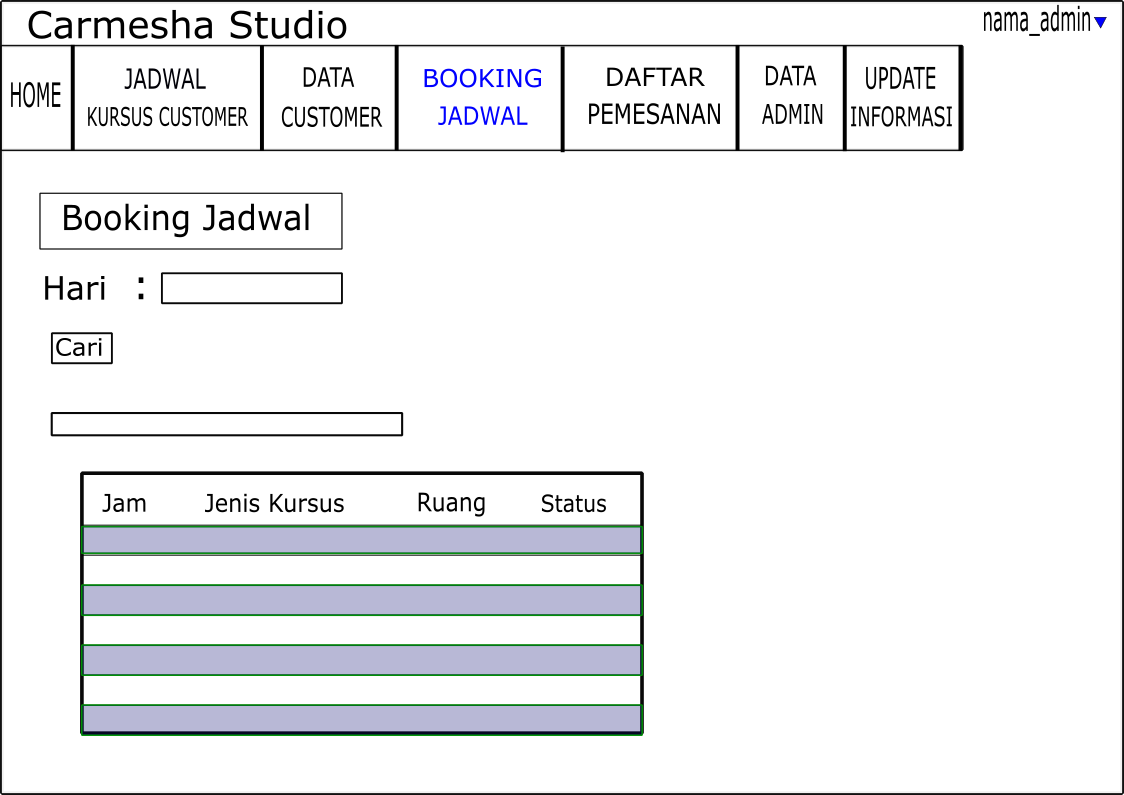 Carmesha Studio
nama_admin
HOME
JADWAL
KURSUS CUSTOMER
DATA
CUSTOMER
BOOKING
JADWAL
DAFTAR
PEMESANAN
DATA
ADMIN
UPDATE
INFORMASI
Booking Jadwal
Hari :
Cari
Jam Jenis Kursus Ruang Status